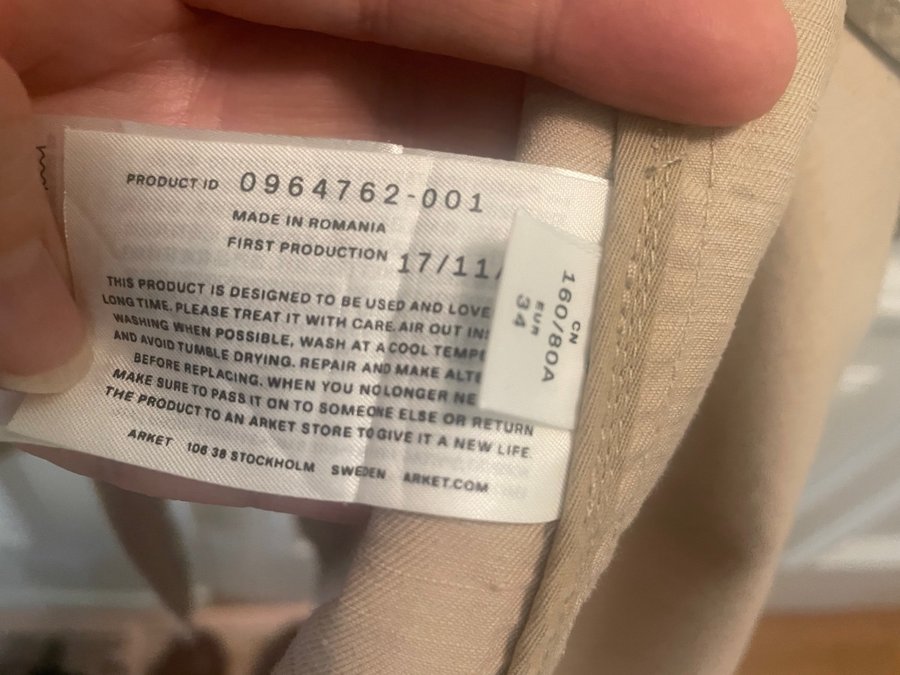 PRODUCT ID 0964762-001
MADE IN ROMANIA
FIRST PRODUCTION 17/11/
THIS PRODUCT IS DESIGNED TO BE USED AND LOVE
LONG TIME. PLEASE TREAT IT WITH CARE. AIR OUT
WASHING WHEN POSSIBLE, WASH AT A COOL TEMP
AND AVOID TUMBLE DRYING. REPAIR AND MAKE ALTE
BEFORE REPLACING. WHEN YOU NO LONGER NE
MAKE SURE TO PASS IT ON TO SOMEONE ELSE OR RETURN
THE PRODUCT TO AN ARKET STORE TO GIVE IT A NEW LIFE.
ARKET 106 38 STOCKHOLM SWEDEN ARKET.COM
CN
160/80A
EUR
34